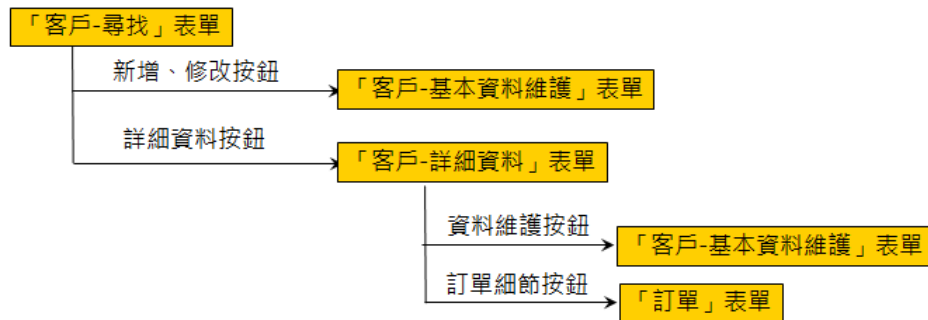 「客戶-尋找」表單
新增、修改按鈕
「客戶-基本資料維護」表單
詳細資料按鈕
「客戶-詳細資料」表單
資料維護按鈕
「客戶-基本資料維護」表單
訂單細節按鈕
「訂單」表單